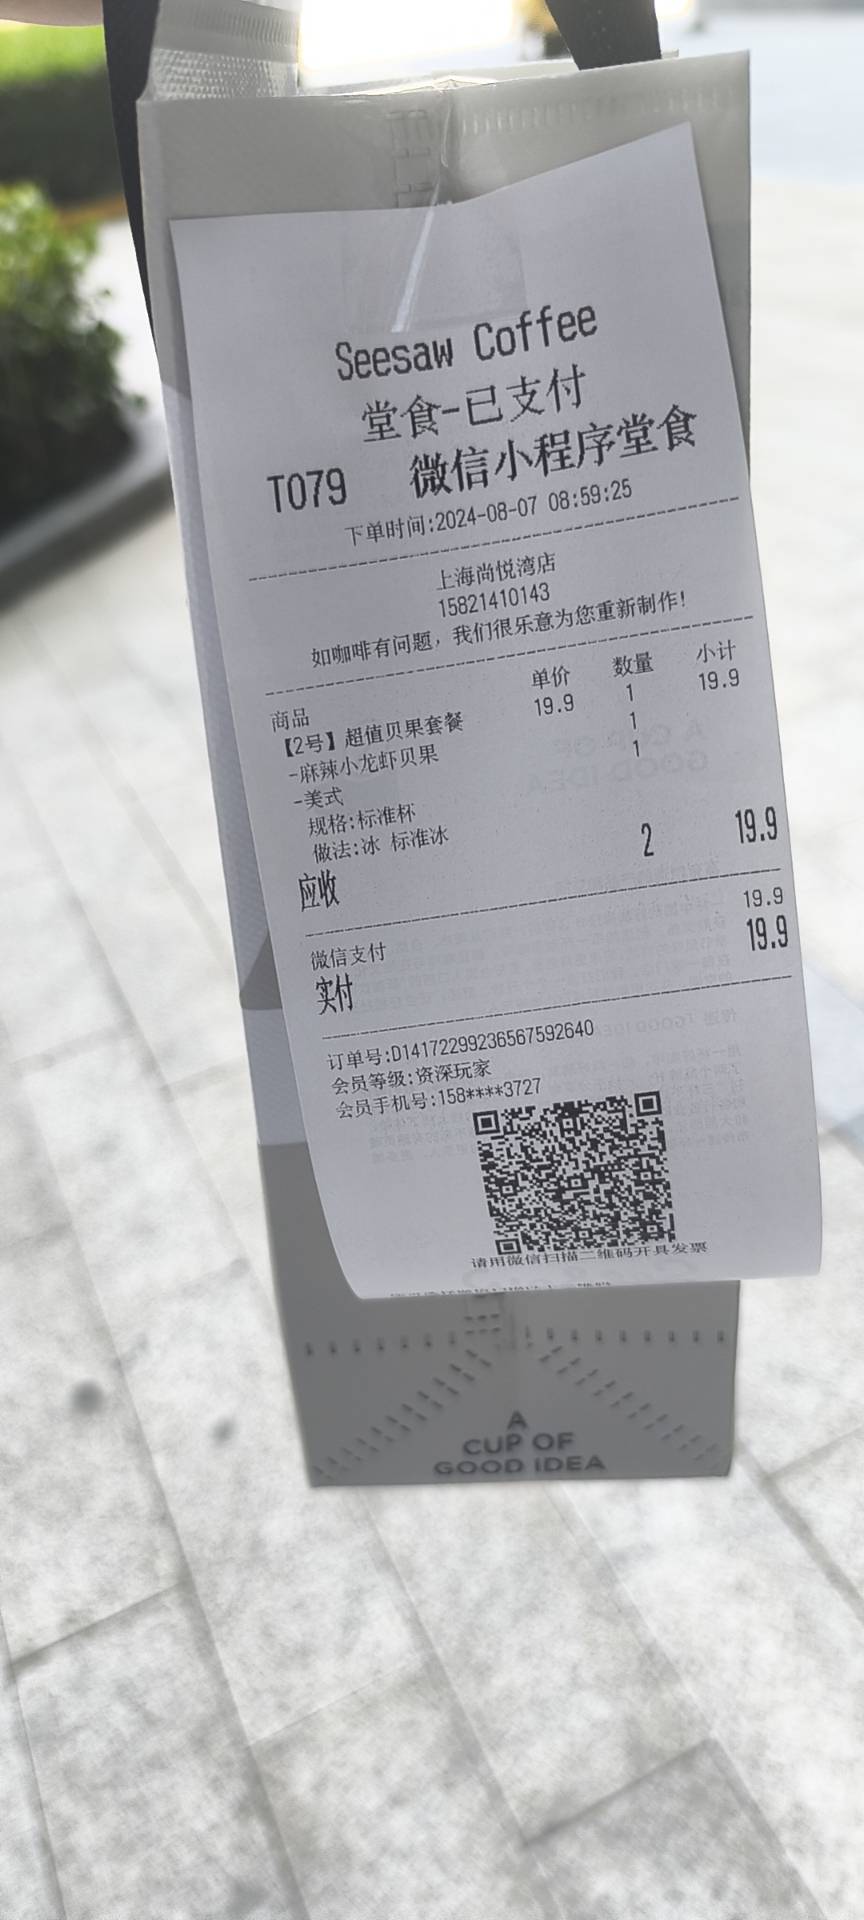 Seesaw Coffee
堂食-已支付
T079 微信小程序堂食
下单时间:2024-08-07 08:59:25
上海尚悦湾店
15821410143
如咖啡有问题，我们很乐意为您重新制作!
商品 单价 数量 小计
【2号】超值贝果套餐 19.9 1 19.9
-麻辣小龙虾贝果 1
-美式 1
规格:标准杯
做法:冰 标准冰
应收 2 19.9
微信支付 19.9
实付 19.9
订单号:D14172299236567592640
会员等级:资深玩家
会员手机号:158****3727
请用微信扫描二维码开具发票
A
CUP OF
GOOD IDEA